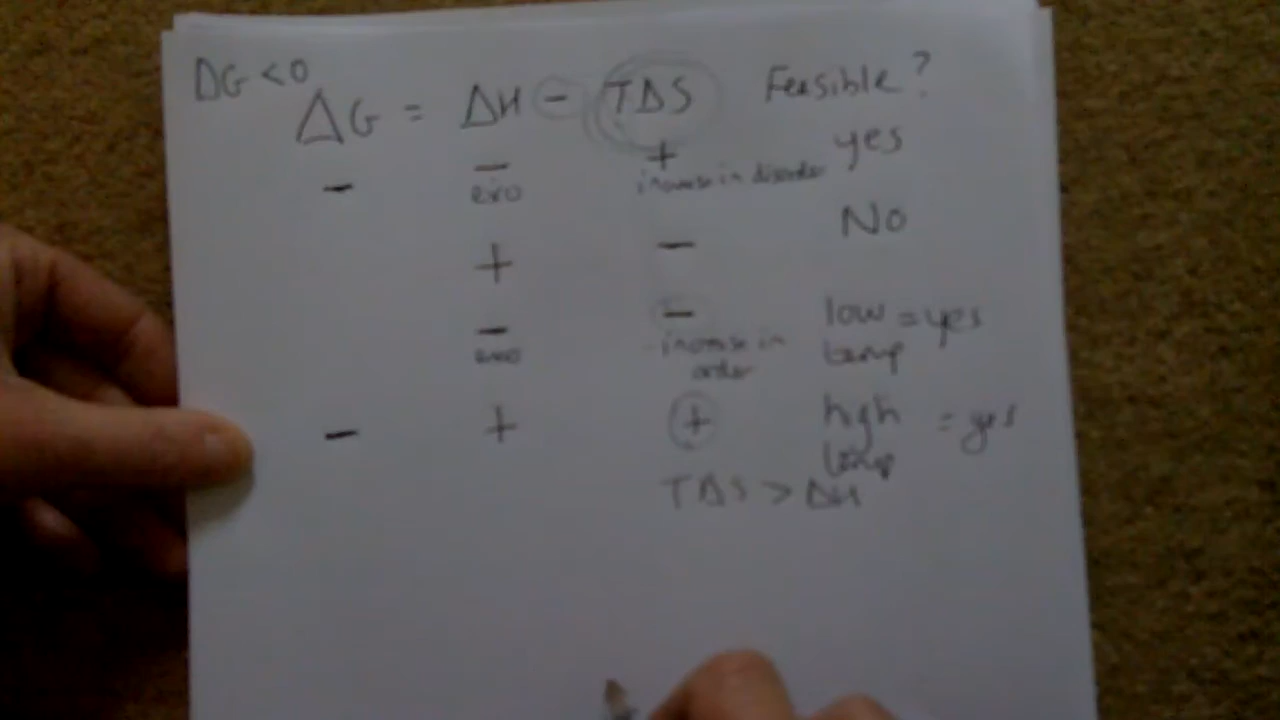 ΔG <0
ΔG = ΔH - TΔS Feasible?
- - + yes
exo increase in disorder
+ - No
- - low temp = yes
exo increase in order
- + + high temp = yes
TΔS > ΔH